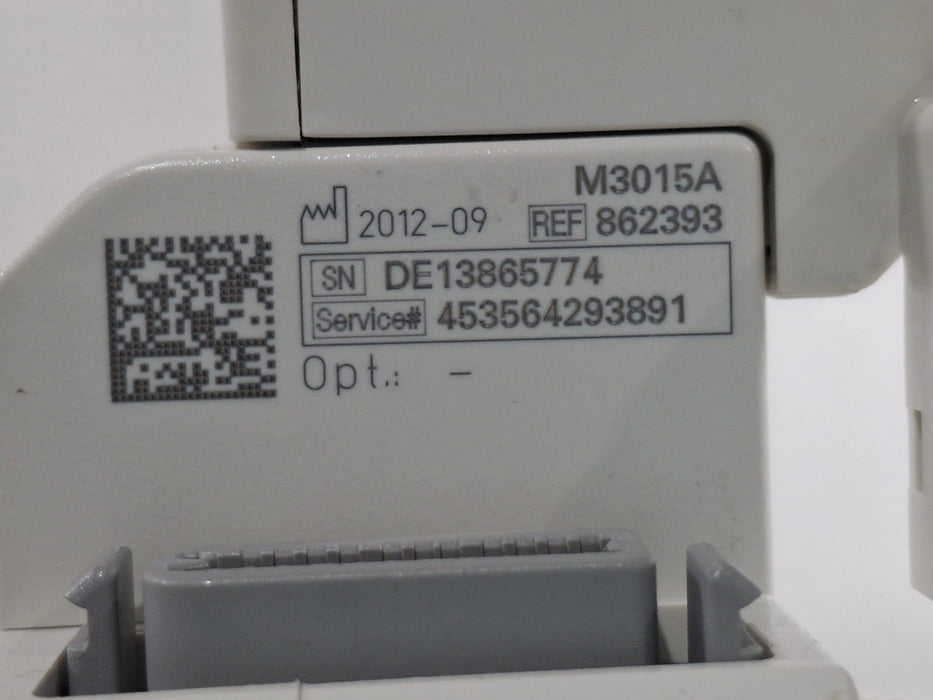 M3015A
2012-09 REF 862393
SN DE13865774
Service# 453564293891
Opt.: -